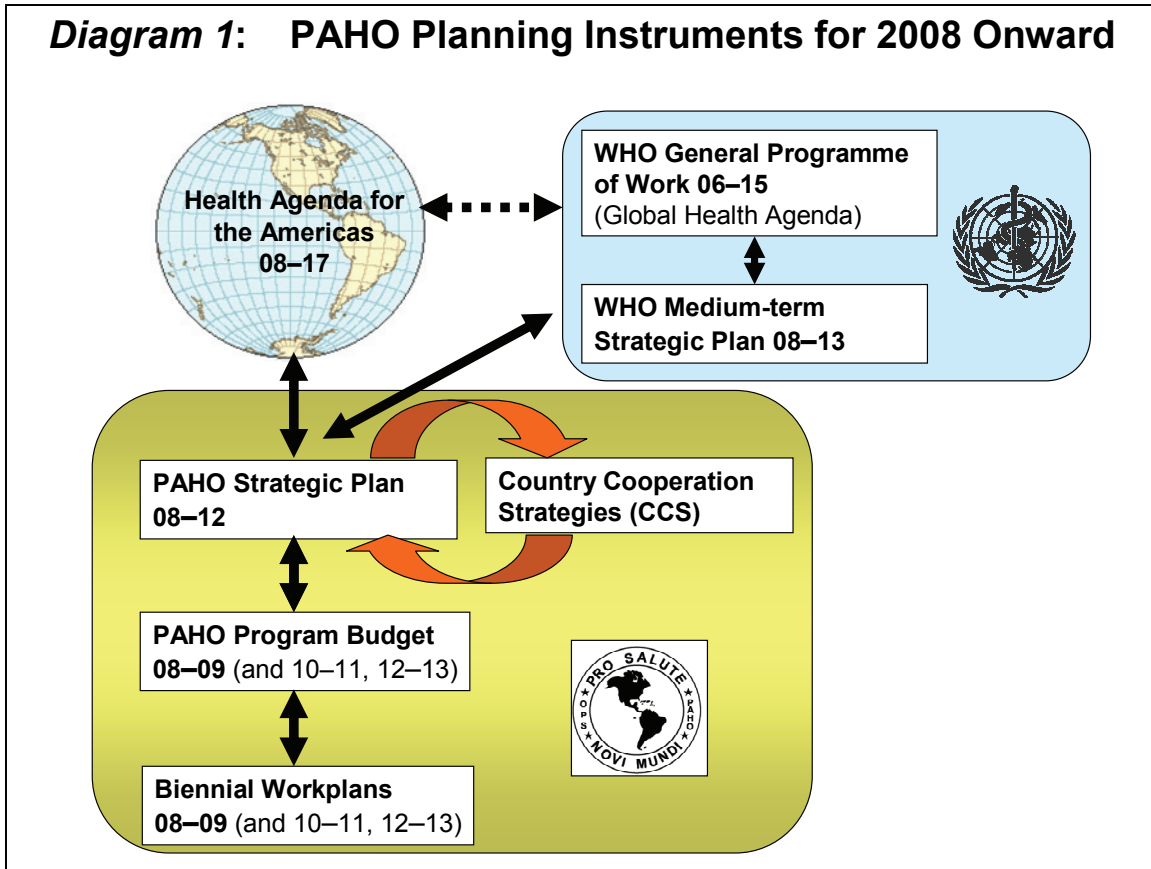 Diagram 1: PAHO Planning Instruments for 2008 Onward
Health Agenda for
the Americas
08–17
WHO General Programme
of Work 06–15
(Global Health Agenda)
WHO Medium-term
Strategic Plan 08–13
PAHO Strategic Plan
08–12
Country Cooperation
Strategies (CCS)
PAHO Program Budget
08–09 (and 10–11, 12–13)
PRO SALUTE
OPS
PAHO
NOVI MUNDI
Biennial Workplans
08–09 (and 10–11, 12–13)